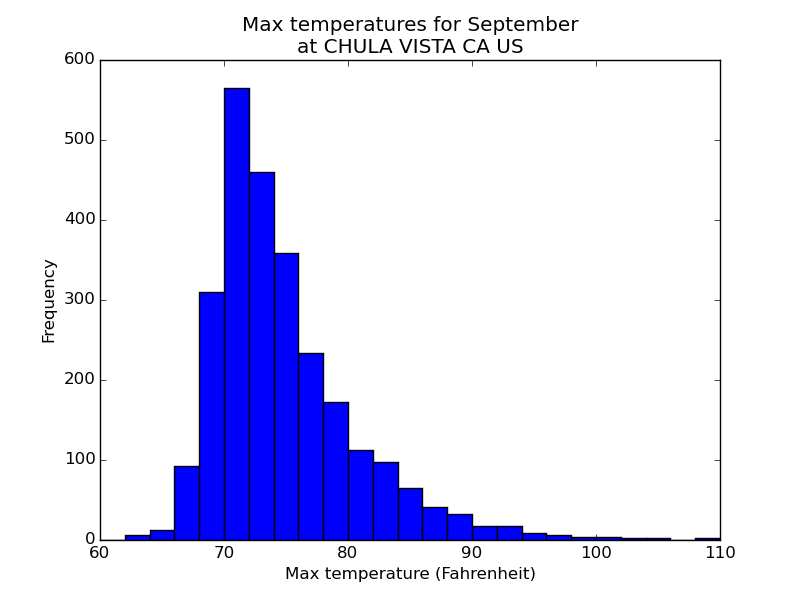 Max temperatures for September
at CHULA VISTA CA US
600
500
400
300
200
100
0
Frequency
60 70 80 90 100 110
Max temperature (Fahrenheit)